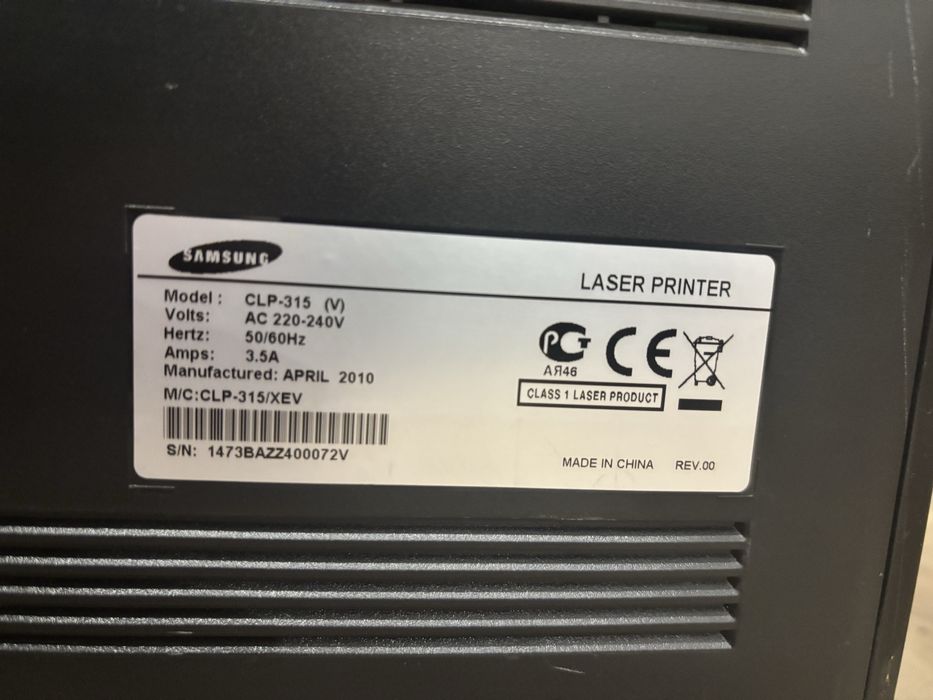 SAMSUNG
LASER PRINTER
Model : CLP-315 (V)
Volts: AC 220-240V
Hertz: 50/60Hz
Amps: 3.5A
Manufactured: APRIL 2010
M/C:CLP-315/XEV
S/N: 1473BAZZ400072V
PCT
CE
АЯ46
CLASS 1 LASER PRODUCT
MADE IN CHINA REV.00